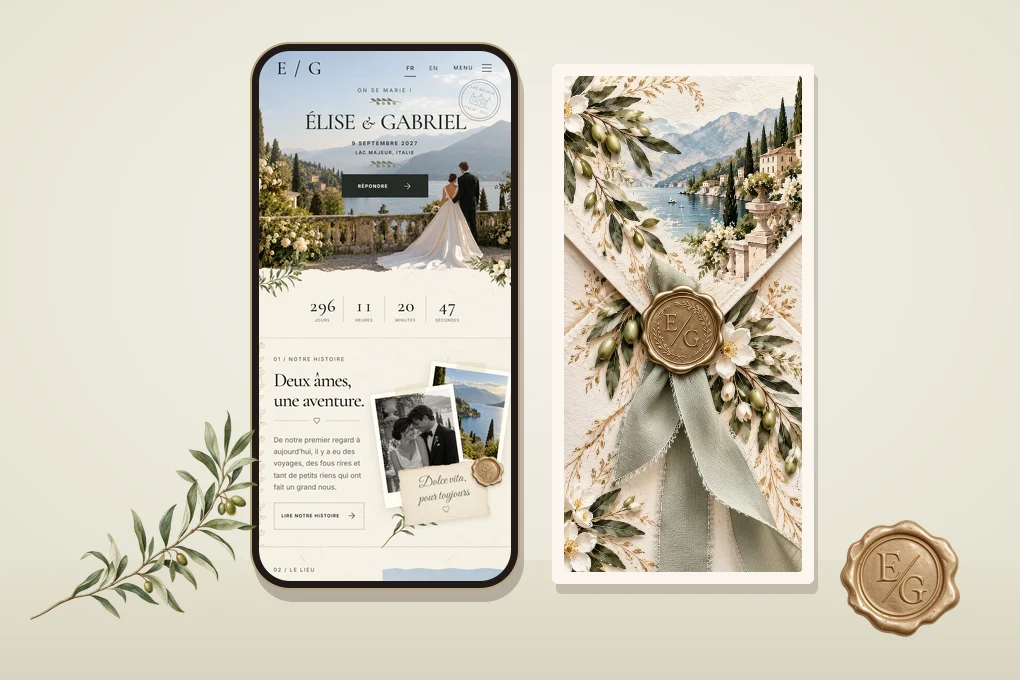 E / G
FR EN MENU
ON SE MARIE !
ÉLISE & GABRIEL
9 SEPTEMBRE 2027
LAC MAJEUR, ITALIE
RÉPONDRE
296 11 20 47
JOURS HEURES MINUTES SECONDES
01 / NOTRE HISTOIRE
Deux âmes,
une aventure.
De notre premier regard à
aujourd'hui, il y a eu des
voyages, des fous rires et
tant de petits riens qui ont
fait un grand nous.
LIRE NOTRE HISTOIRE
Dolce vita,
pour toujours
02 / LE LIEU
E/G
E/G